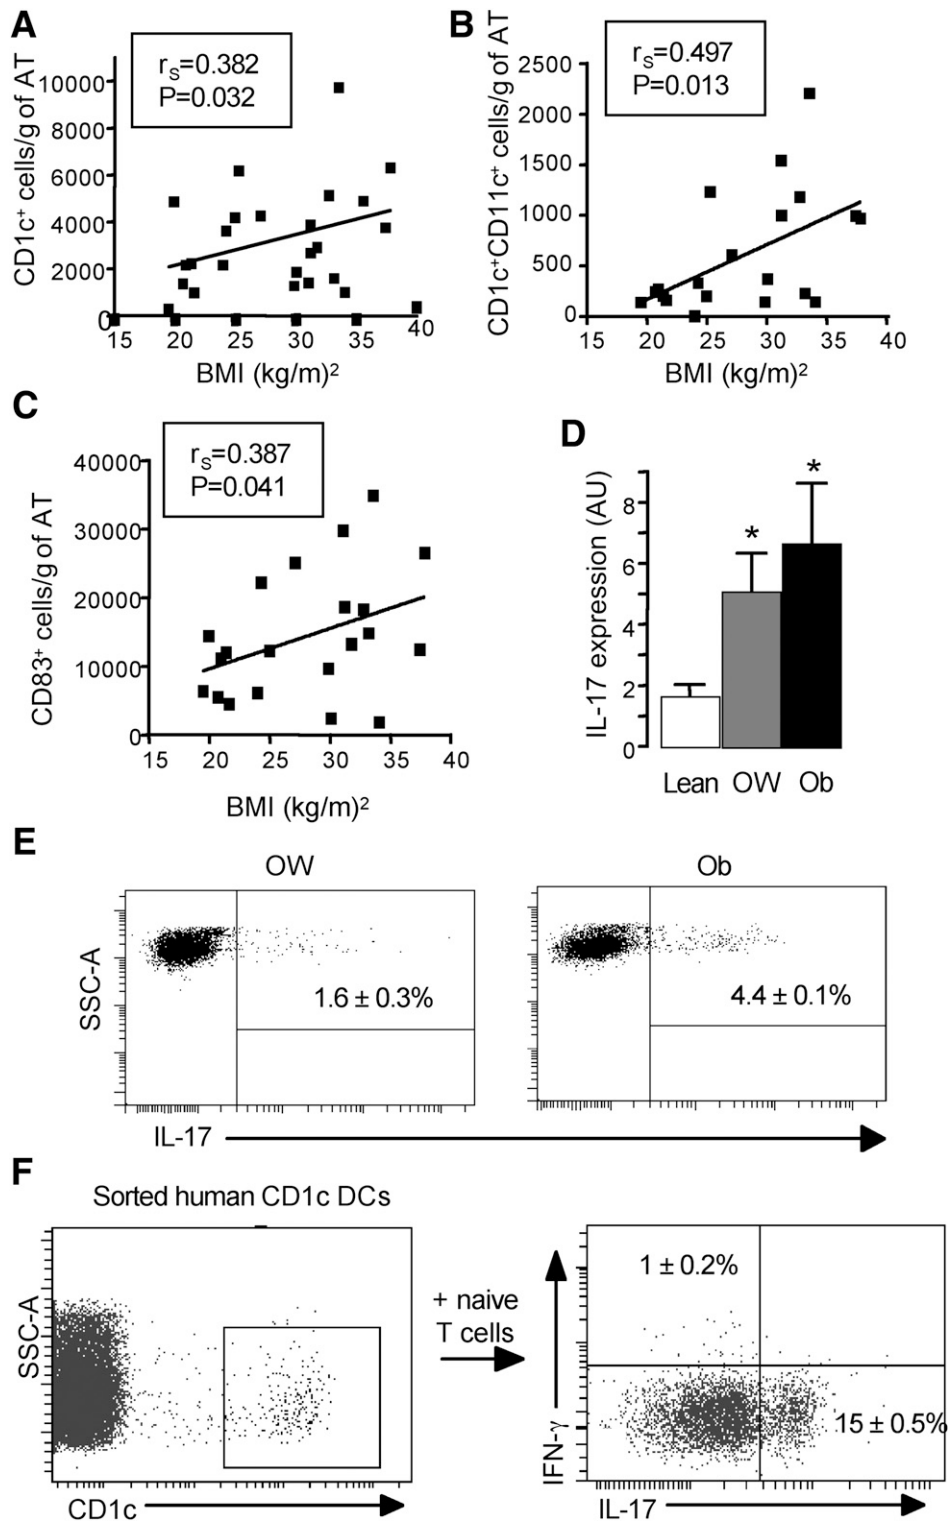 A
r_S=0.382
P=0.032
CD1c+ cells/g of AT
10000
8000
6000
4000
2000
0
15 20 25 30 35 40
BMI (kg/m)²
B
r_S=0.497
P=0.013
CD1c+CD11c+ cells/g of AT
2500
2000
1500
1000
500
0
15 20 25 30 35 40
BMI (kg/m)²
C
r_S=0.387
P=0.041
CD83+ cells/g of AT
40000
30000
20000
10000
0
15 20 25 30 35 40
BMI (kg/m)²
D
IL-17 expression (AU)
8
6
4
2
0
* *
Lean OW Ob
E
OW Ob
SSC-A
1.6 ± 0.3%
4.4 ± 0.1%
IL-17
F
Sorted human CD1c DCs
SSC-A
CD1c
+ naive
T cells
IFN-γ
1 ± 0.2%
15 ± 0.5%
IL-17